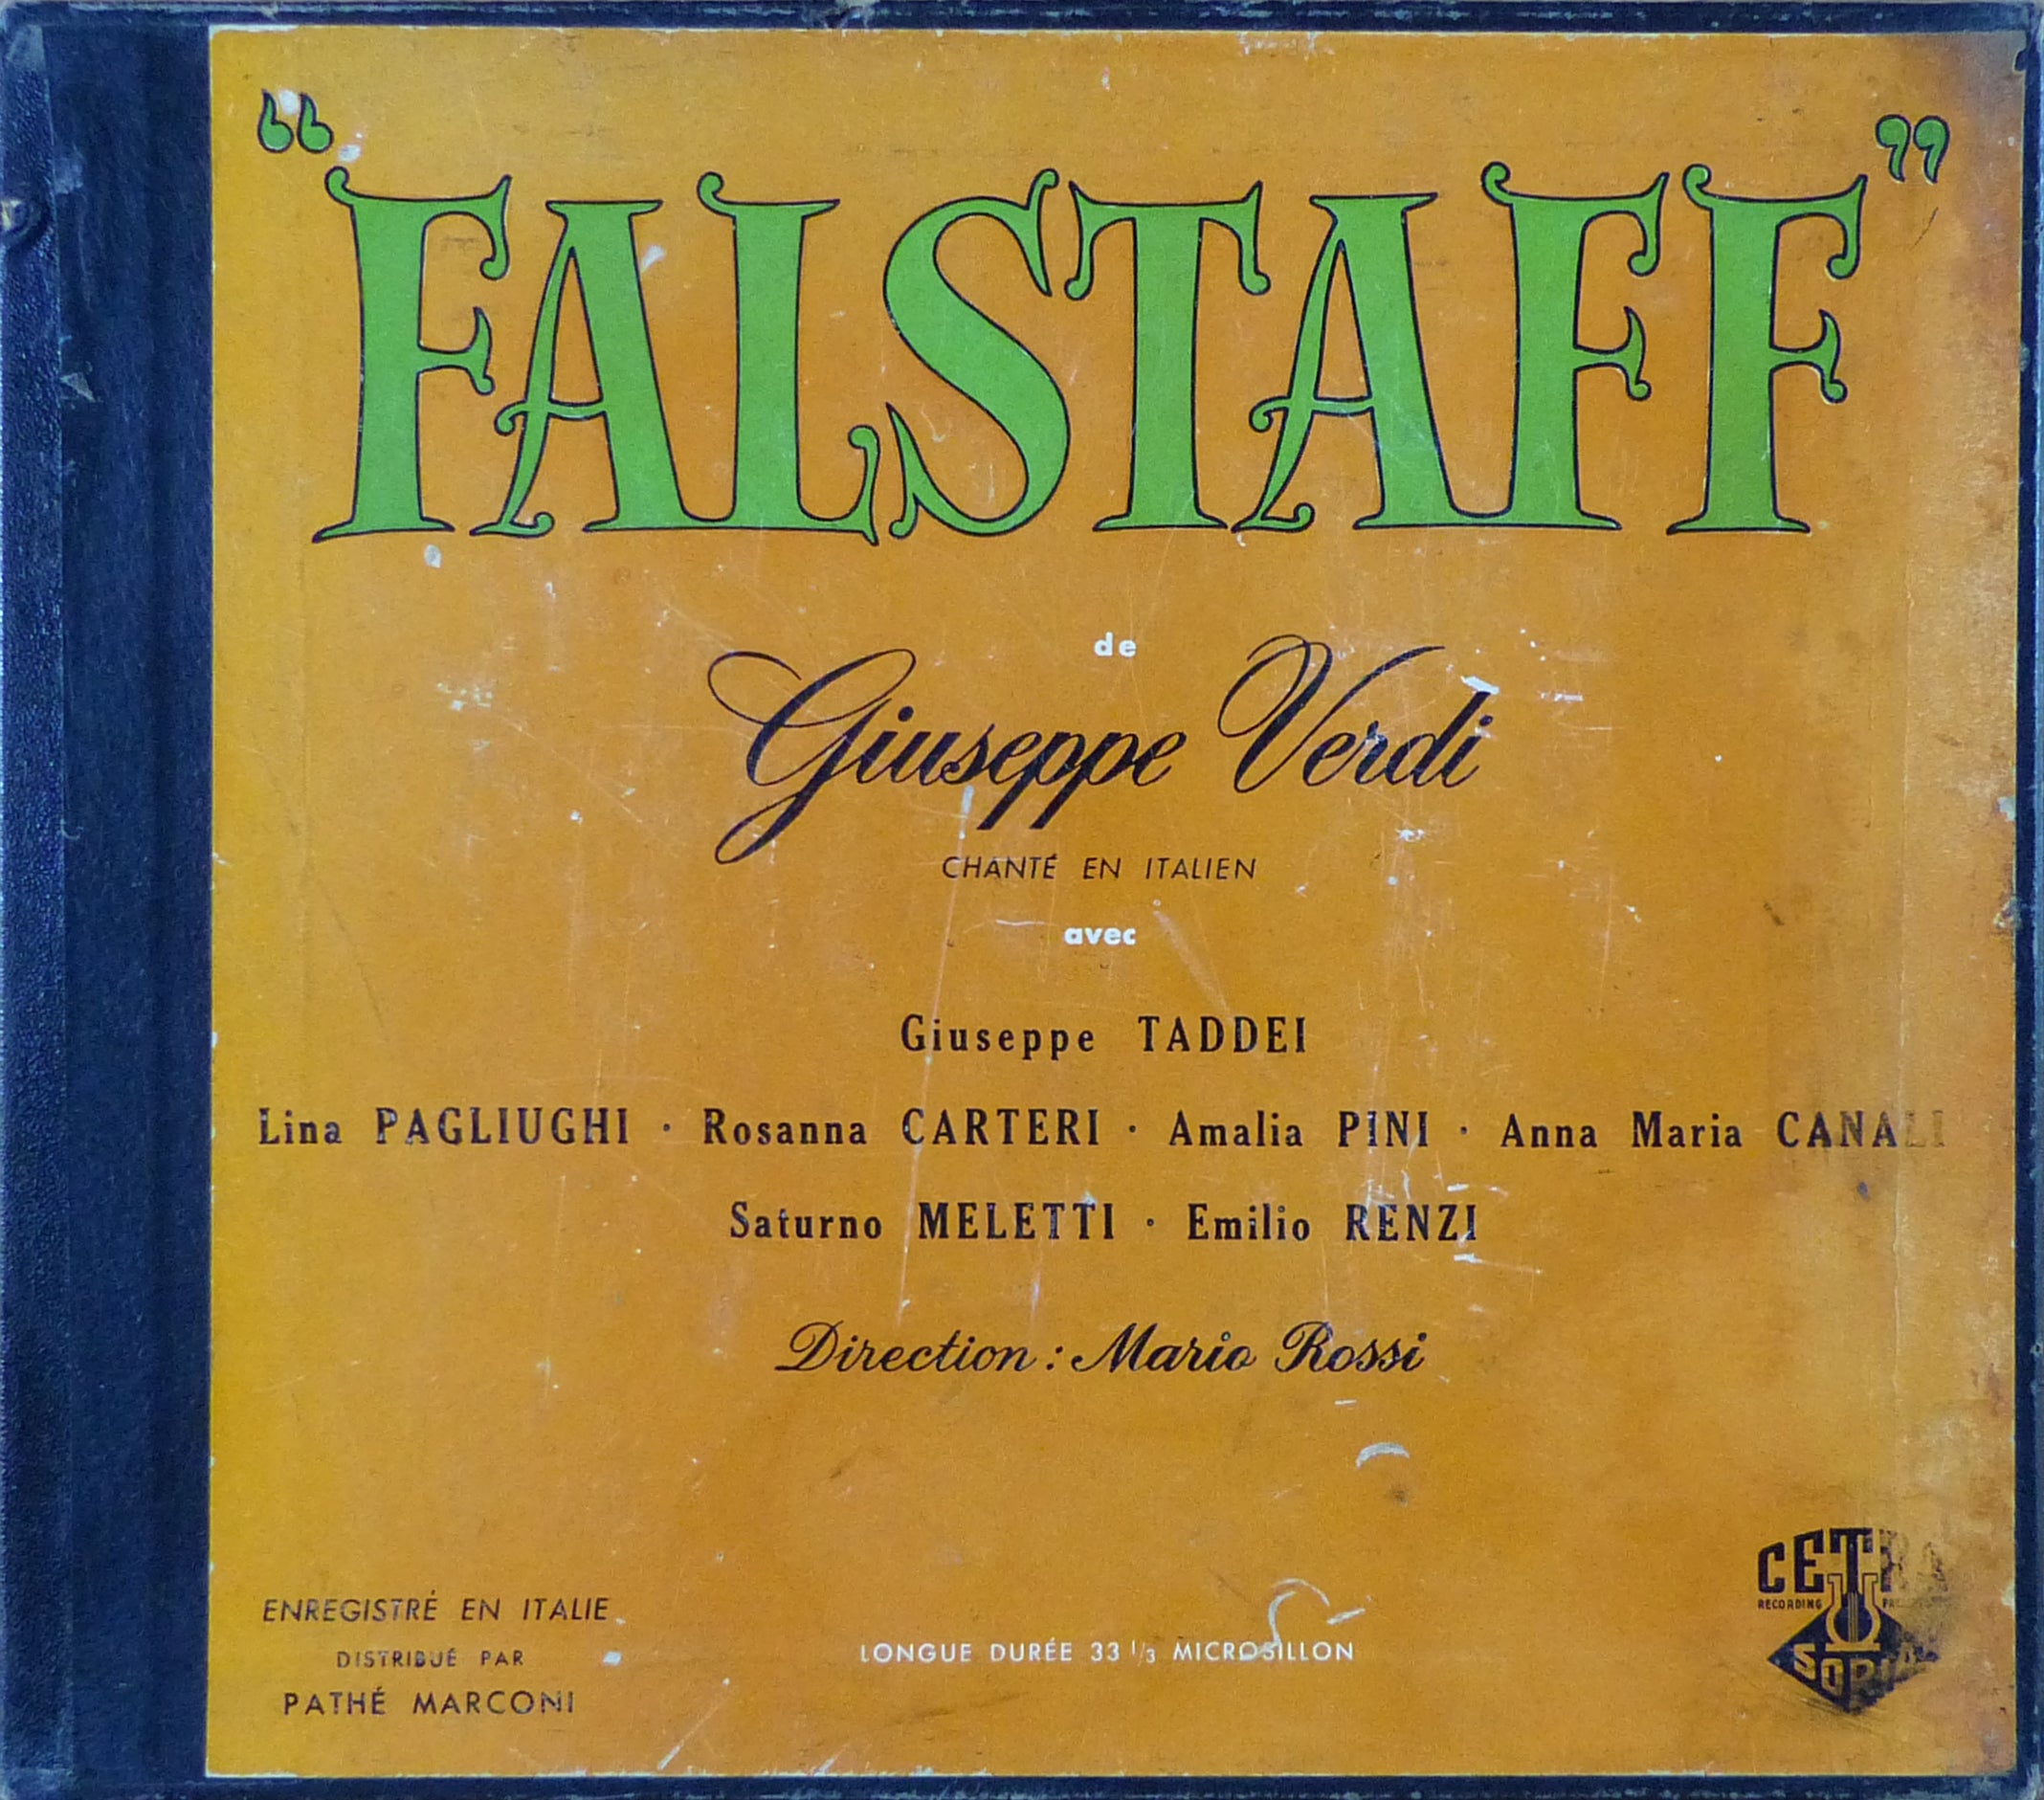 “FALSTAFF”
de
Giuseppe Verdi
CHANTÉ EN ITALIEN
avec
Giuseppe TADDEI
Lina PAGLIUGHI · Rosanna CARTERI · Amalia PINI · Anna Maria CANALI
Saturno MELETTI · Emilio RENZI
Direction : Mario Rossi
ENREGISTRÉ EN ITALIE
DISTRIBUÉ PAR
PATHÉ MARCONI
LONGUE DURÉE 33 1/3 MICROSILLON
CETRA
RECORDING
SORIA